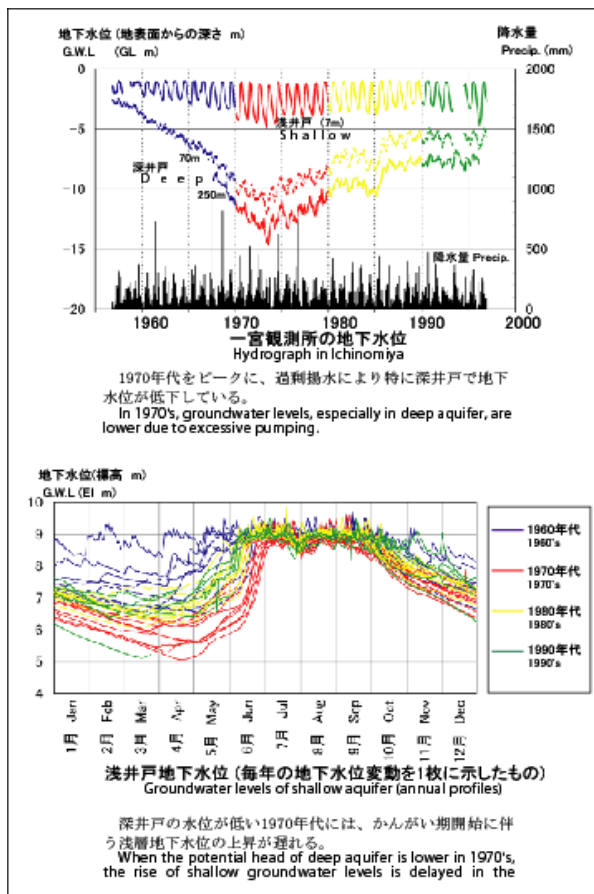 地下水位 (地表面からの深さ m)
G.W.L (GL m)
降水量
Precip. (mm)
0
-5
-10
-15
-20
2000
1500
1000
500
0
浅井戸 (7m)
Shallow
深井戸
Deep
70m
250m
降水量 Precip.
1960 1970 1980 1990 2000
一宮観測所の地下水位
Hydrograph in Ichinomiya
1970年代をピークに、過剰揚水により特に深井戸で地下
水位が低下している。
In 1970's, groundwater levels, especially in deep aquifer, are
lower due to excessive pumping.
地下水位(標高 m)
G.W.L (El m)
10
9
8
7
6
5
4
1960年代
1960's
1970年代
1970's
1980年代
1980's
1990年代
1990's
1月 Jan
2月 Feb
3月 Mar
4月 Apr
5月 May
6月 Jun
7月 Jul
8月 Aug
9月 Sep
10月 Oct
11月 Nov
12月 Dec
浅井戸地下水位 (毎年の地下水位変動を1枚に示したもの)
Groundwater levels of shallow aquifer (annual profiles)
深井戸の水位が低い1970年代には、かんがい期開始に伴
う浅層地下水位の上昇が遅れる。
When the potential head of deep aquifer is lower in 1970's,
the rise of shallow groundwater levels is delayed in the